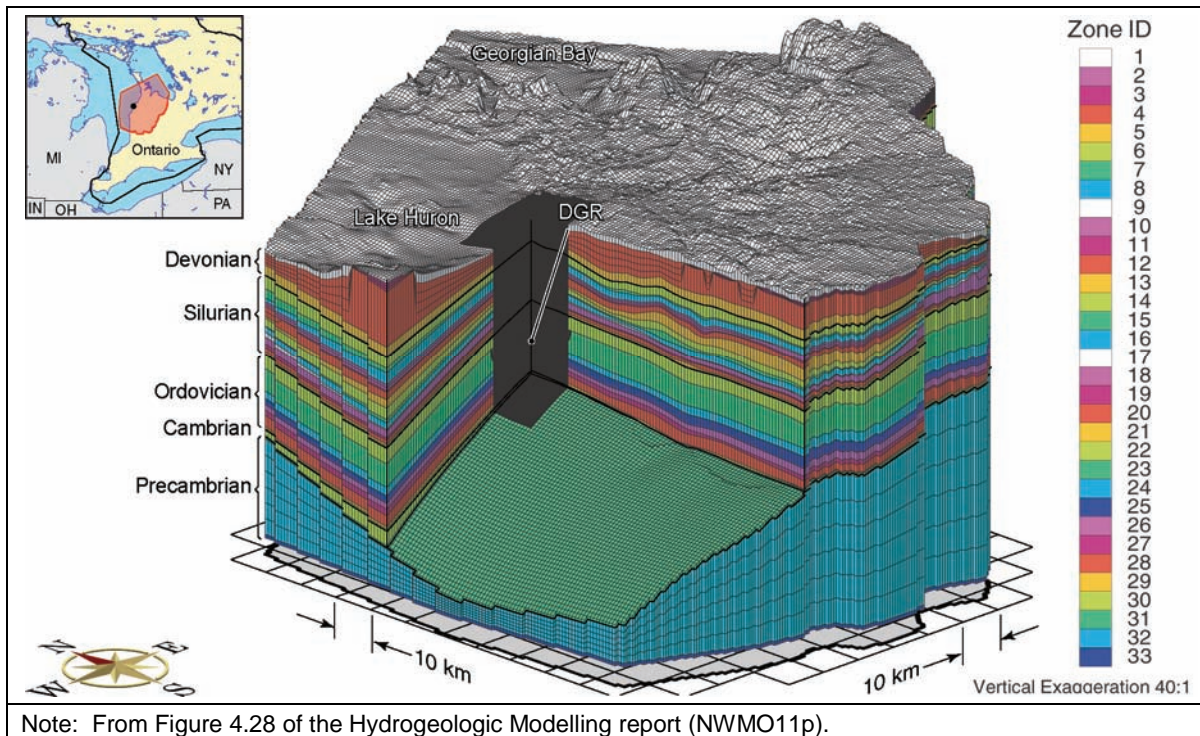 Georgian Bay
Lake Huron
DGR
MI
Ontario
NY
PA
IN
OH
Devonian
Silurian
Ordovician
Cambrian
Precambrian
N
E
W
S
10 km
10 km
Zone ID
1
2
3
4
5
6
7
8
9
10
11
12
13
14
15
16
17
18
19
20
21
22
23
24
25
26
27
28
29
30
31
32
33
Vertical Exaggeration 40:1
Note: From Figure 4.28 of the Hydrogeologic Modelling report (NWMO11p).